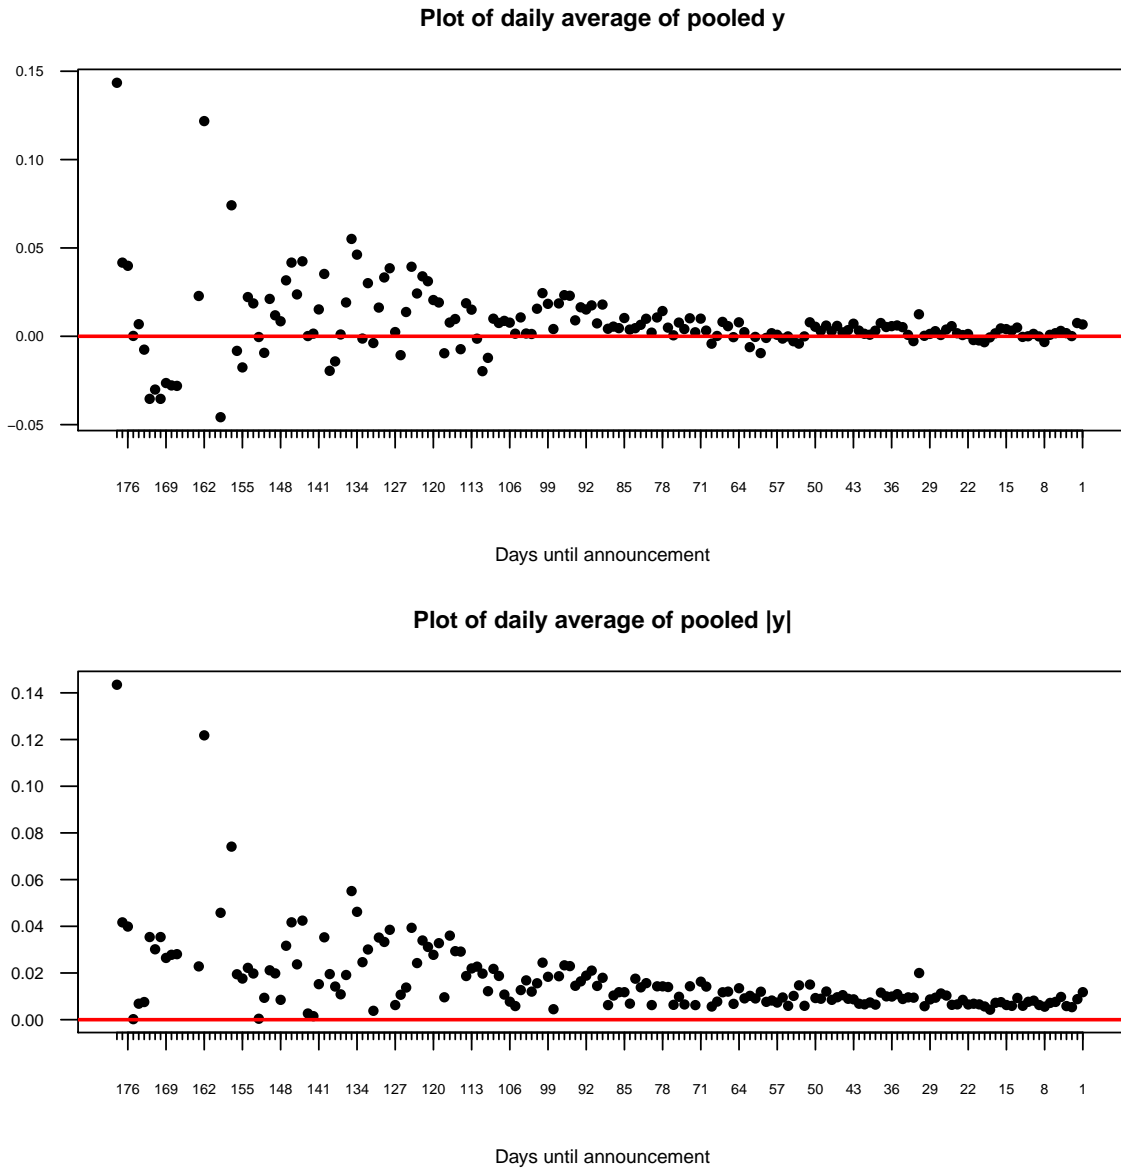 Plot of daily average of pooled y
0.15
0.10
0.05
0.00
−0.05
176 169 162 155 148 141 134 127 120 113 106 99 92 85 78 71 64 57 50 43 36 29 22 15 8 1
Days until announcement
Plot of daily average of pooled |y|
0.14
0.12
0.10
0.08
0.06
0.04
0.02
0.00
176 169 162 155 148 141 134 127 120 113 106 99 92 85 78 71 64 57 50 43 36 29 22 15 8 1
Days until announcement